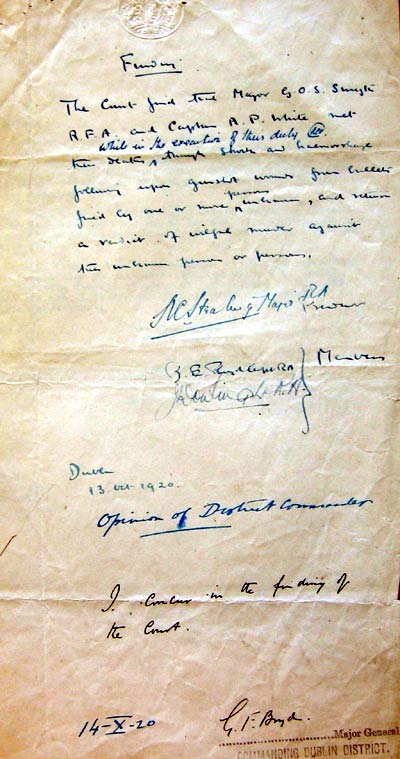 Finding.
The Court find that Major G.O.S. Smyth
R.F.A. and Captain A.P. White met
while in the execution of their duty
their deaths through shock and haemorrhage
following upon gunshot wounds from bullets
fired by one or more persons unknown, and return
a verdict of wilful murder against
the unknown person or persons.
Major RA
President
Members
Dublin
13 Oct 1920.
Opinion of District Commander
I concur in the finding of
the Court.
14-X-20
G.F. Boyd.
Major General
COMMANDING DUBLIN DISTRICT.